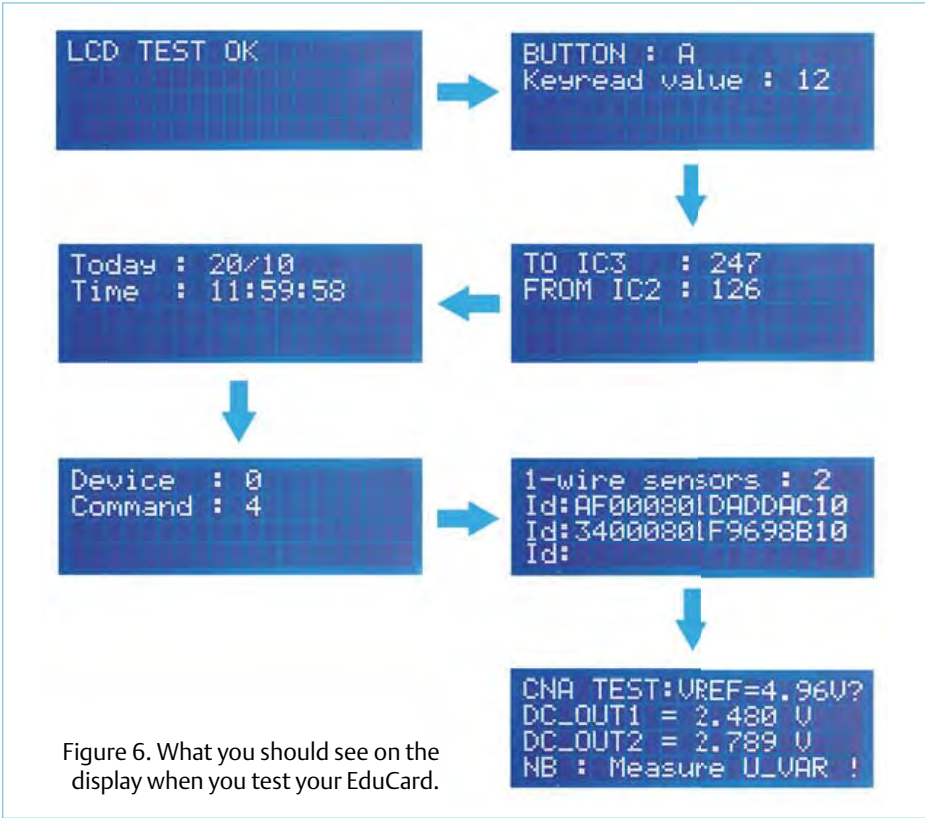 LCD TEST OK
BUTTON : A
Keyread value : 12
TO IC3 : 247
FROM IC2 : 126
Today : 20/10
Time : 11:59:58
Device : 0
Command : 4
1-wire sensors : 2
Id:AF000801DADDAC10
Id:34000801F9698B10
Id:
CNA TEST:VREF=4.96V?
DC_OUT1 = 2.480 V
DC_OUT2 = 2.789 V
NB : Measure U_VAR !
Figure 6. What you should see on the
display when you test your EduCard.